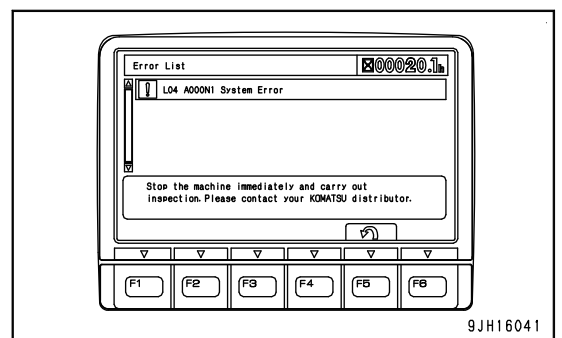 Error List
00020.1h
! L04 A000N1 System Error
Stop the machine immediately and carry out
inspection. Please contact your KOMATSU distributor.
F1 F2 F3 F4 F5 F6
9JH16041